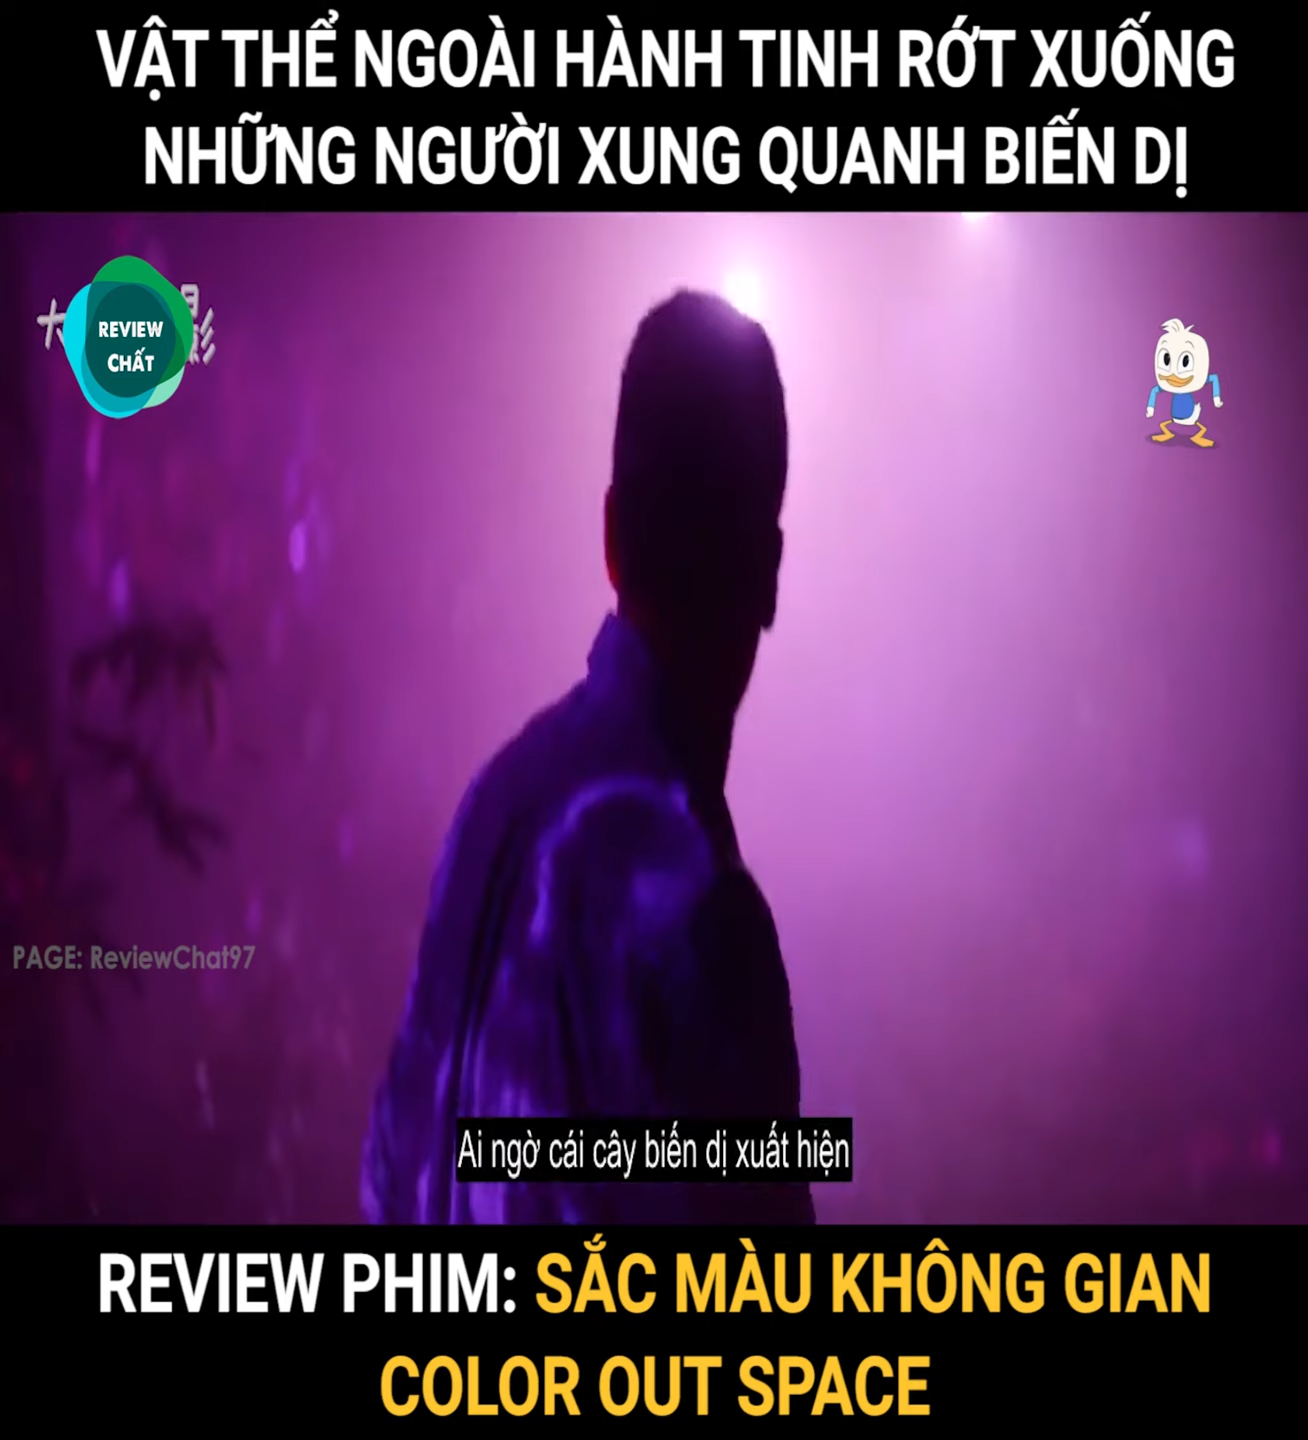 VẬT THỂ NGOÀI HÀNH TINH RỚT XUỐNG
NHỮNG NGƯỜI XUNG QUANH BIẾN DỊ
REVIEW
CHẤT
PAGE: ReviewChat97
Ai ngờ cái cây biến dị xuất hiện
REVIEW PHIM: SẮC MÀU KHÔNG GIAN
COLOR OUT SPACE